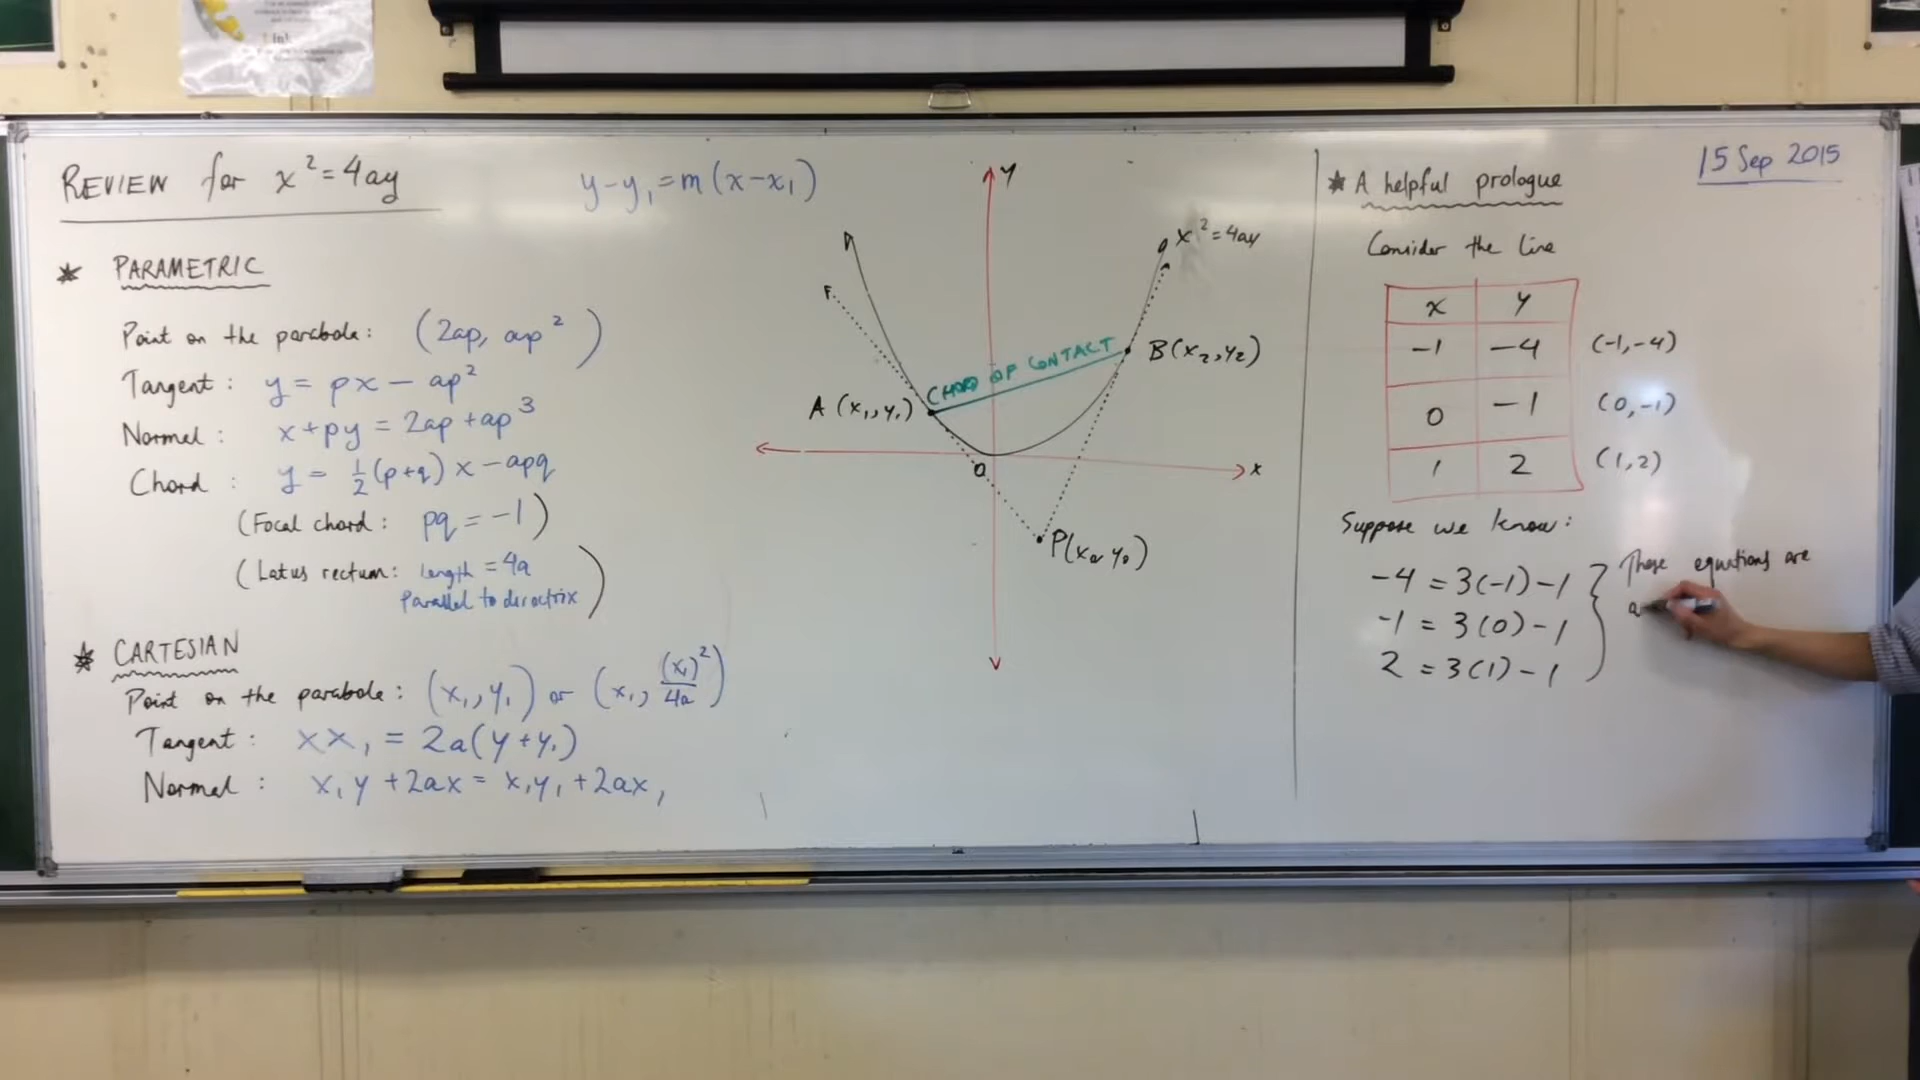 REVIEW for x² = 4ay
y-y₁ = m(x-x₁)
* PARAMETRIC
Point on the parabola: (2ap, ap²)
Tangent: y = px - ap²
Normal: x+py = 2ap+ap³
Chord: y = ½(p+q)x - apq
(Focal chord: pq = -1)
(Latus rectum: length = 4a
Parallel to directrix)
* CARTESIAN
Point on the parabola: (x₁, y₁) or (x₁, (x₁)²/4a)
Tangent: xx₁ = 2a(y+y₁)
Normal: x₁y + 2ax = x₁y₁ + 2ax₁
y
x² = 4ay
CHORD OF CONTACT
B(x₂, y₂)
A(x₁, y₁)
O
x
P(x₀, y₀)
15 Sep 2015
* A helpful prologue
Consider the line
x y
-1 -4 (-1,-4)
0 -1 (0,-1)
1 2 (1,2)
Suppose we know:
-4 = 3(-1)-1
-1 = 3(0)-1
2 = 3(1)-1
These equations are
a